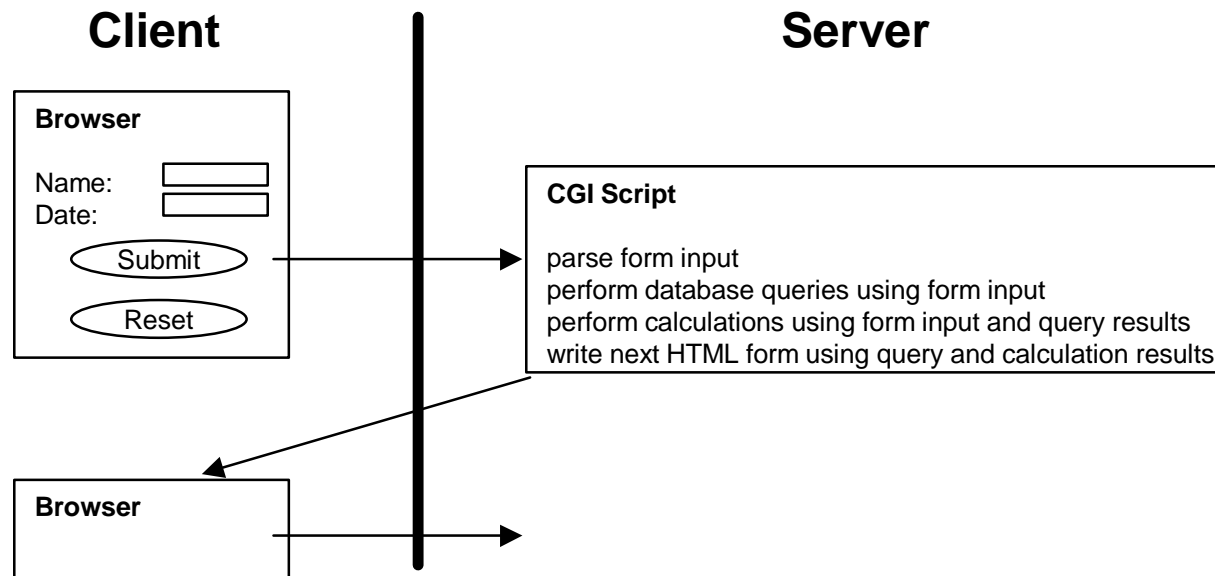 Client
Server
Browser
Name:
Date:
Submit
Reset
CGI Script
parse form input
perform database queries using form input
perform calculations using form input and query results
write next HTML form using query and calculation results
Browser